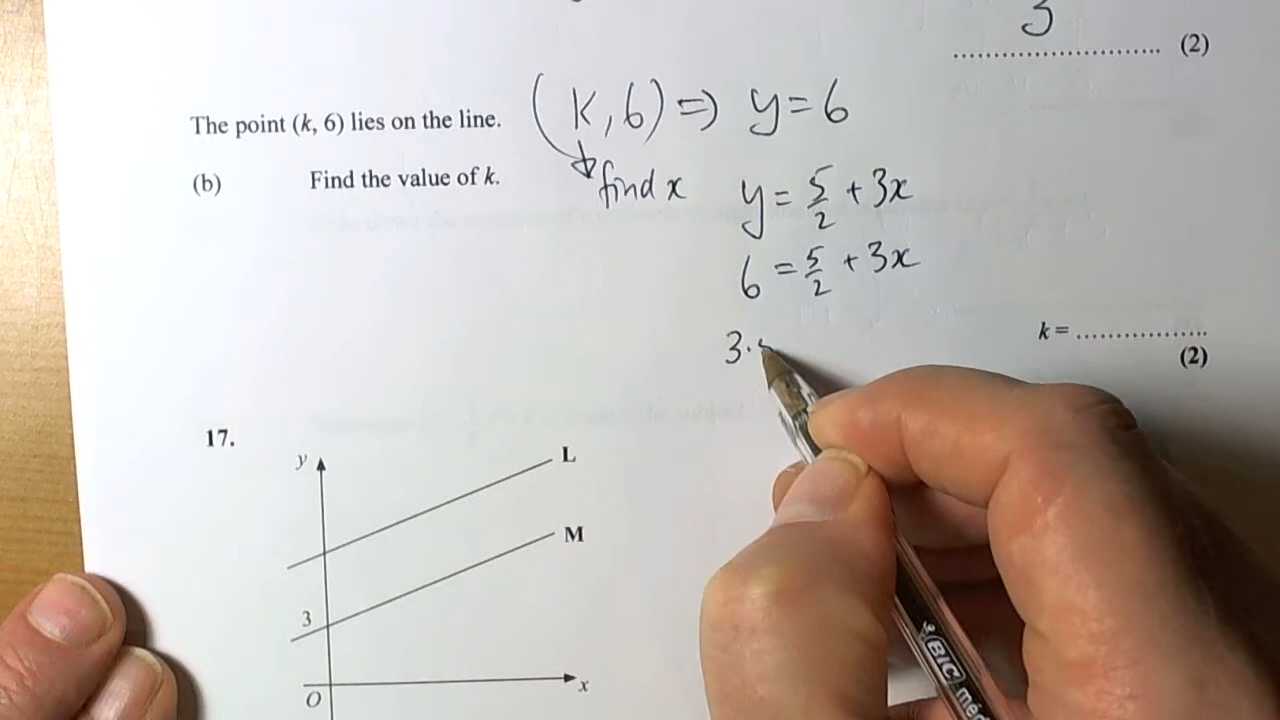 3
.......................... (2)
The point (k, 6) lies on the line.
(K,6) => y=6
(b) Find the value of k.
find x
y = 5/2 + 3x
6 = 5/2 + 3x
3.
k = ..................
(2)
17.
y
L
M
3
O
x
BIC